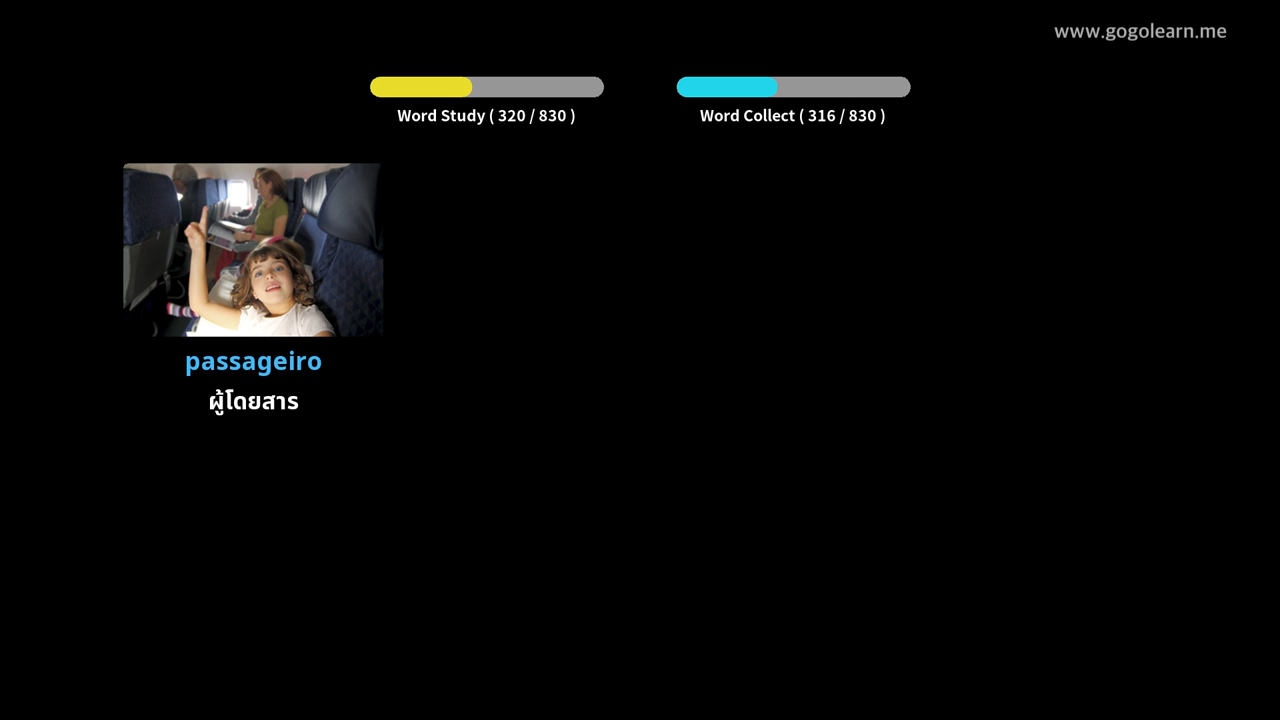 www.gogolearn.me
Word Study ( 320 / 830 )
Word Collect ( 316 / 830 )
passageiro
ผู้โดยสาร